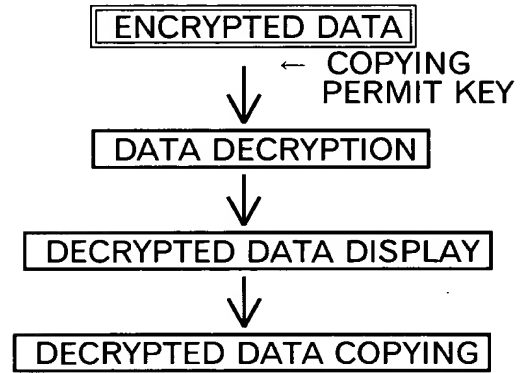 ENCRYPTED DATA
← COPYING
PERMIT KEY
DATA DECRYPTION
DECRYPTED DATA DISPLAY
DECRYPTED DATA COPYING